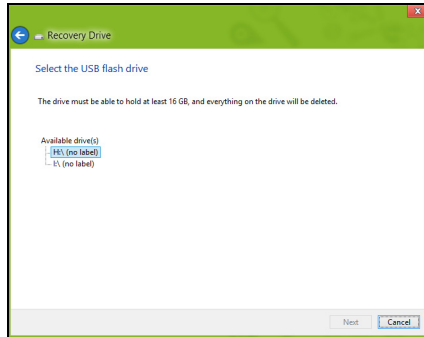 x
Recovery Drive
Select the USB flash drive
The drive must be able to hold at least 16 GB, and everything on the drive will be deleted.
Available drive(s)
H:\ (no label)
I:\ (no label)
Next Cancel